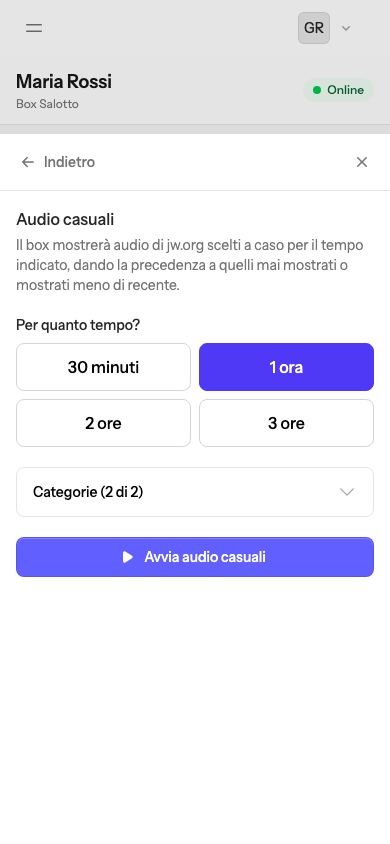 GR
Maria Rossi
Box Salotto
Online
Indietro
Audio casuali
Il box mostrerà audio di jw.org scelti a caso per il tempo
indicato, dando la precedenza a quelli mai mostrati o
mostrati meno di recente.
Per quanto tempo?
30 minuti
1 ora
2 ore
3 ore
Categorie (2 di 2)
Avvia audio casuali